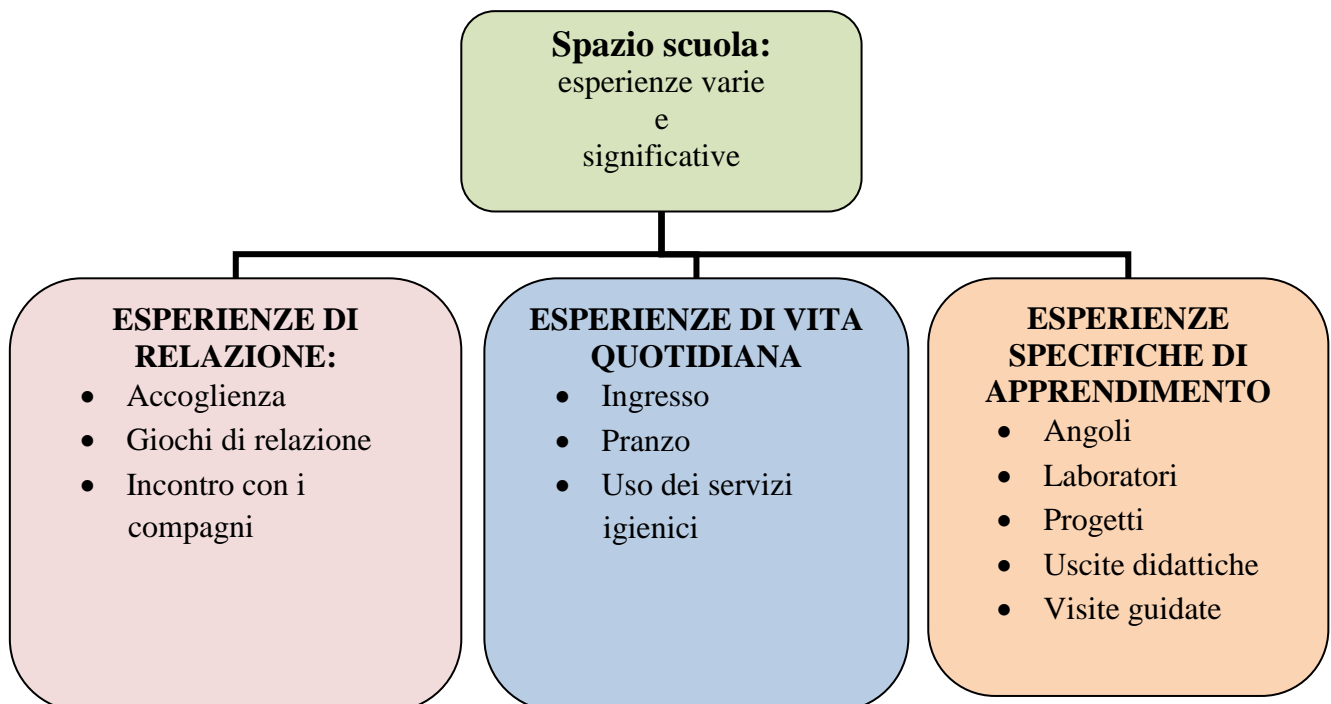 Spazio scuola:
esperienze varie
e
significative
ESPERIENZE DI
RELAZIONE:
• Accoglienza
• Giochi di relazione
• Incontro con i
compagni
ESPERIENZE DI VITA
QUOTIDIANA
• Ingresso
• Pranzo
• Uso dei servizi
igienici
ESPERIENZE
SPECIFICHE DI
APPRENDIMENTO
• Angoli
• Laboratori
• Progetti
• Uscite didattiche
• Visite guidate